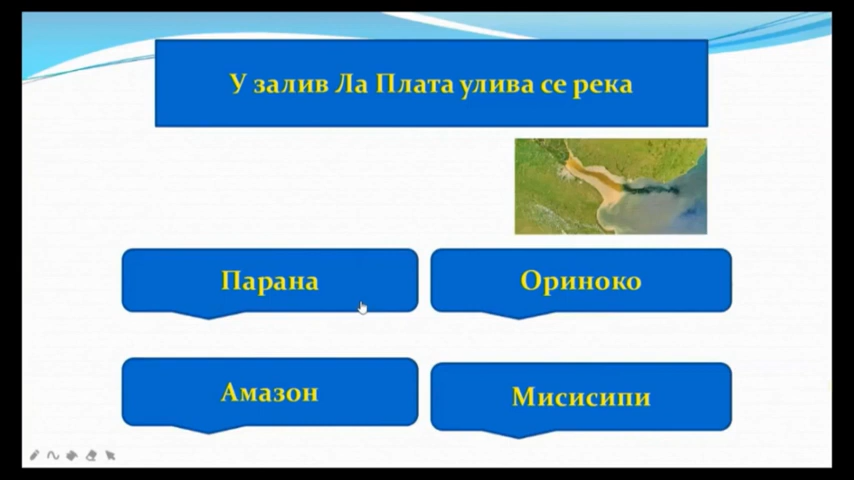 У залив Ла Плата улива се река
Парана
Ориноко
Амазон
Мисисипи